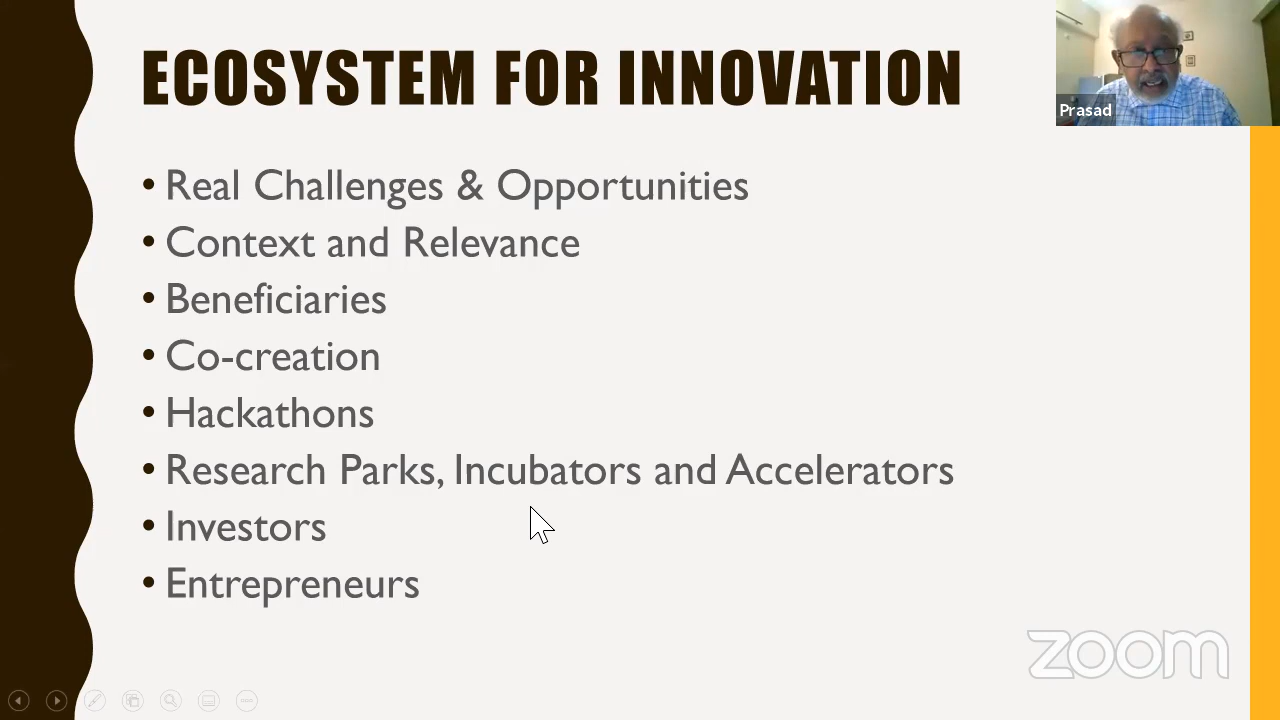 ECOSYSTEM FOR INNOVATION
Prasad
• Real Challenges & Opportunities
• Context and Relevance
• Beneficiaries
• Co-creation
• Hackathons
• Research Parks, Incubators and Accelerators
• Investors
• Entrepreneurs
zoom